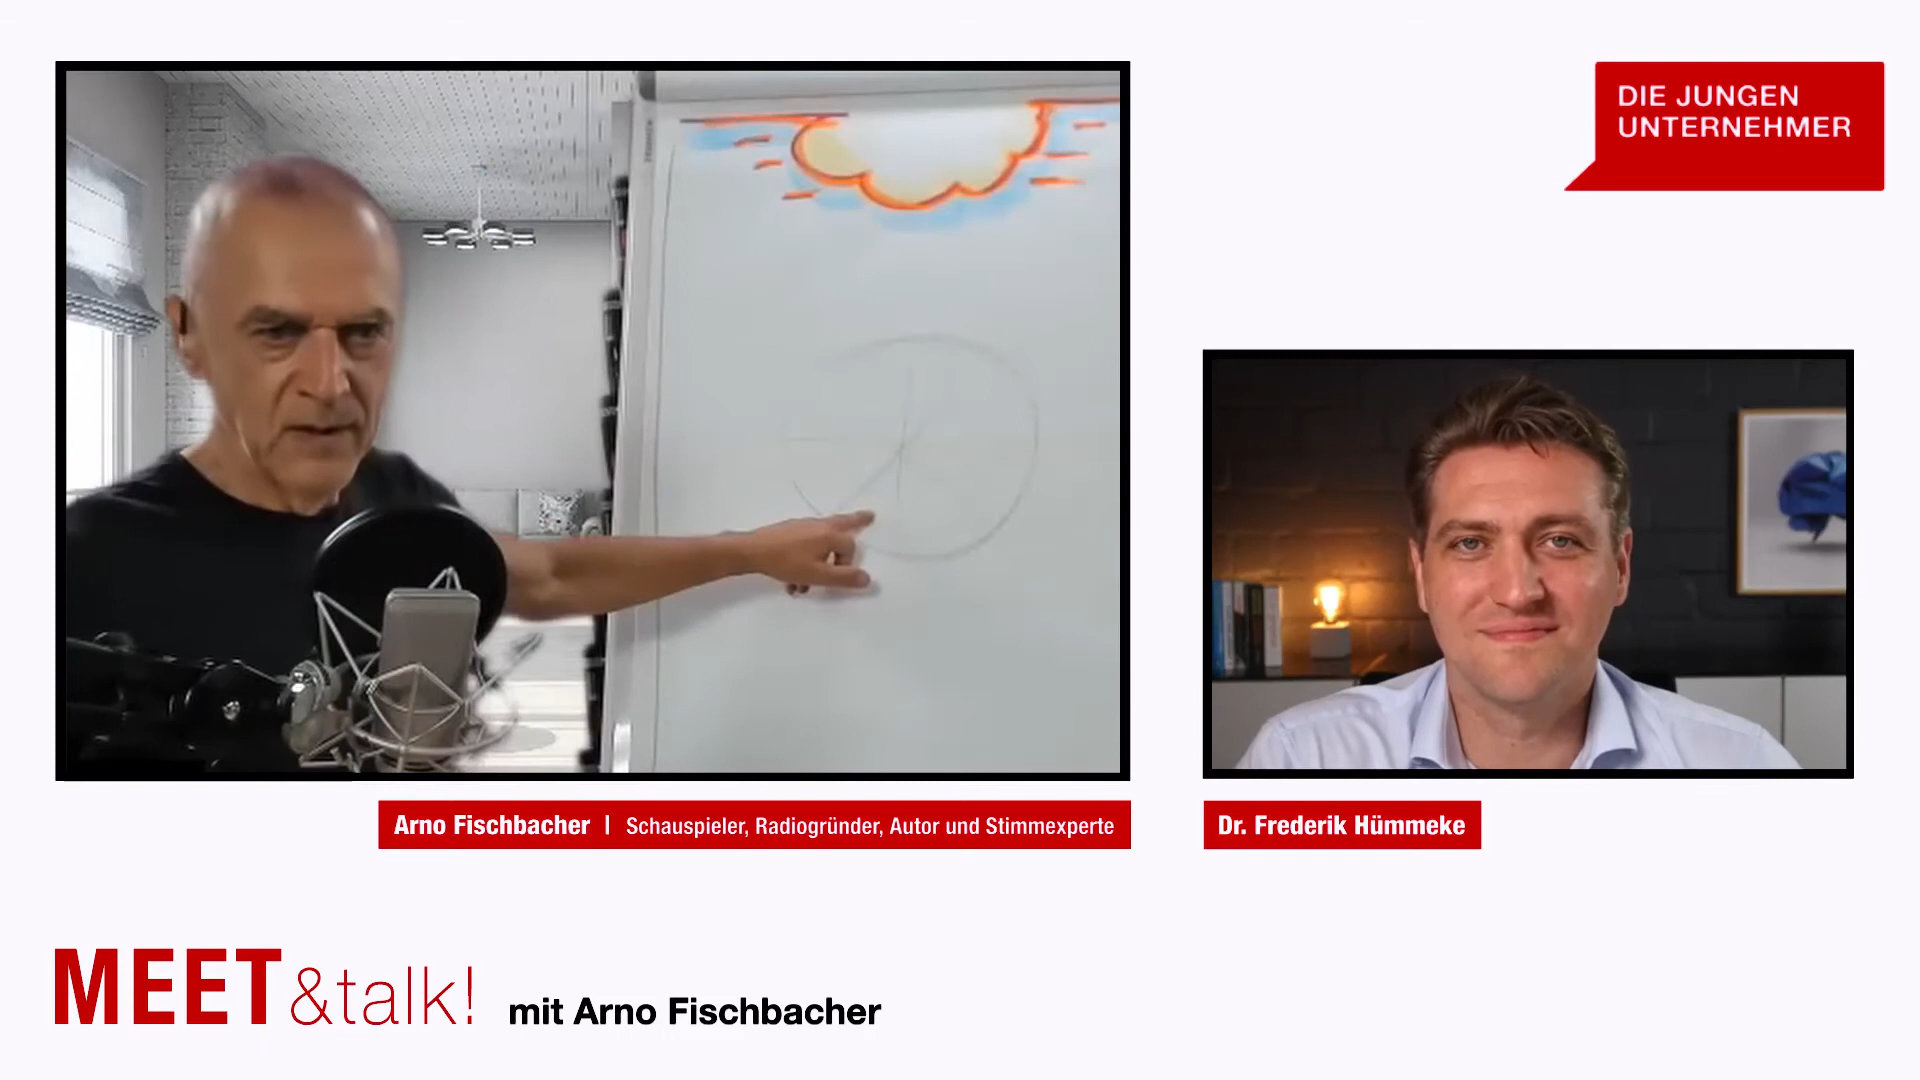 DIE JUNGEN
UNTERNEHMER
Arno Fischbacher | Schauspieler, Radiogründer, Autor und Stimmexperte
Dr. Frederik Hümmeke
MEET&talk! mit Arno Fischbacher